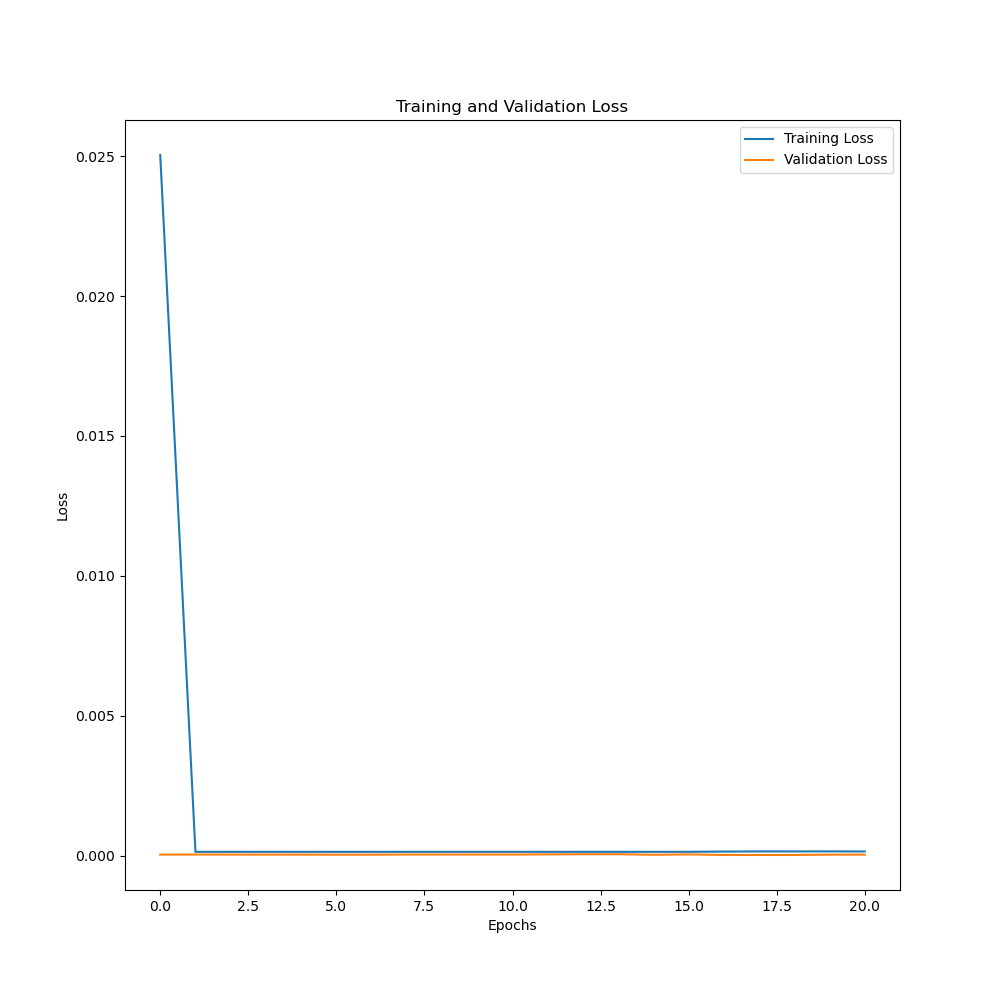 Training and Validation Loss
Training Loss
Validation Loss
0.025
0.020
0.015
0.010
0.005
0.000
Loss
0.0 2.5 5.0 7.5 10.0 12.5 15.0 17.5 20.0
Epochs